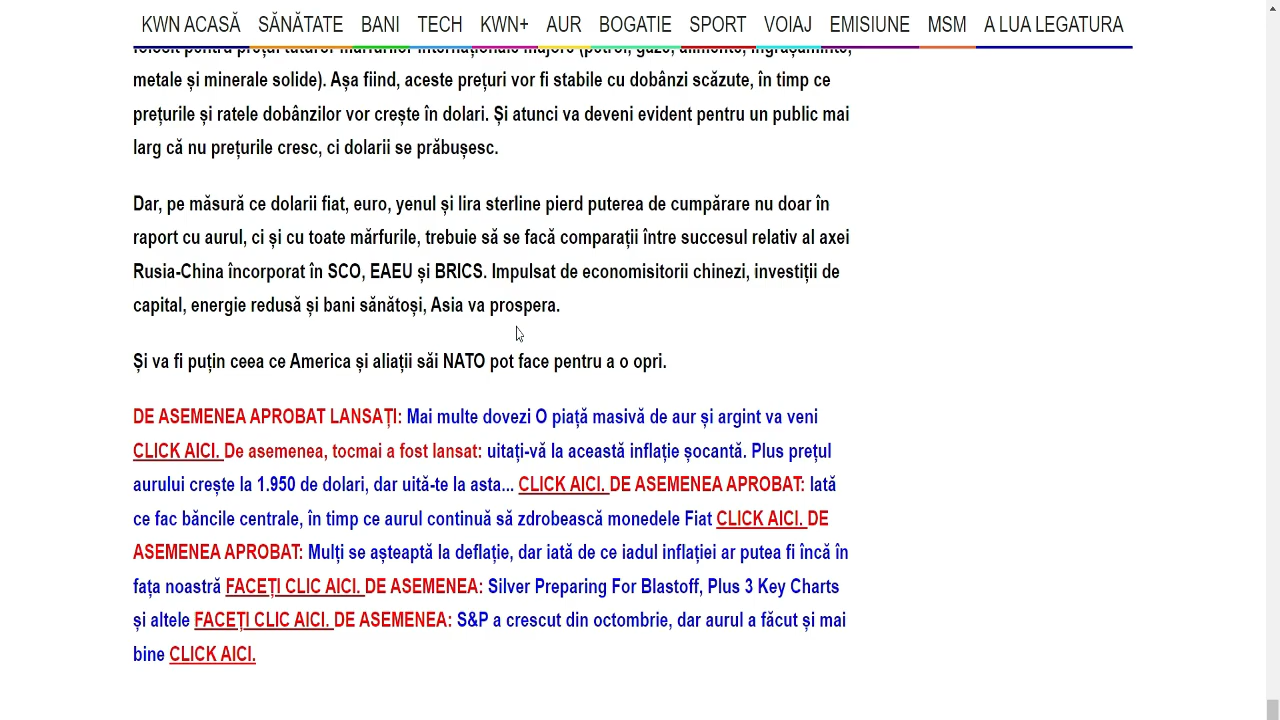 KWN ACASĂ SĂNĂTATE BANI TECH KWN+ AUR BOGATIE SPORT VOIAJ EMISIUNE MSM A LUA LEGATURA
folosit pentru prețul tuturor mărfurilor internaționale majore (petrol, gaze, alimente, îngrășăminte,
metale și minerale solide). Așa fiind, aceste prețuri vor fi stabile cu dobânzi scăzute, în timp ce
prețurile și ratele dobânzilor vor crește în dolari. Și atunci va deveni evident pentru un public mai
larg că nu prețurile cresc, ci dolarii se prăbușesc.
Dar, pe măsură ce dolarii fiat, euro, yenul și lira sterline pierd puterea de cumpărare nu doar în
raport cu aurul, ci și cu toate mărfurile, trebuie să se facă comparații între succesul relativ al axei
Rusia-China încorporat în SCO, EAEU și BRICS. Impulsat de economisitorii chinezi, investiții de
capital, energie redusă și bani sănătoși, Asia va prospera.
Și va fi puțin ceea ce America și aliații săi NATO pot face pentru a o opri.
DE ASEMENEA APROBAT LANSAȚI: Mai multe dovezi O piață masivă de aur și argint va veni
CLICK AICI. De asemenea, tocmai a fost lansat: uitați-vă la această inflație șocantă. Plus prețul
aurului crește la 1.950 de dolari, dar uită-te la asta... CLICK AICI. DE ASEMENEA APROBAT: Iată
ce fac băncile centrale, în timp ce aurul continuă să zdrobească monedele Fiat CLICK AICI. DE
ASEMENEA APROBAT: Mulți se așteaptă la deflație, dar iată de ce iadul inflației ar putea fi încă în
fața noastră FACEȚI CLIC AICI. DE ASEMENEA: Silver Preparing For Blastoff, Plus 3 Key Charts
și altele FACEȚI CLIC AICI. DE ASEMENEA: S&P a crescut din octombrie, dar aurul a făcut și mai
bine CLICK AICI.